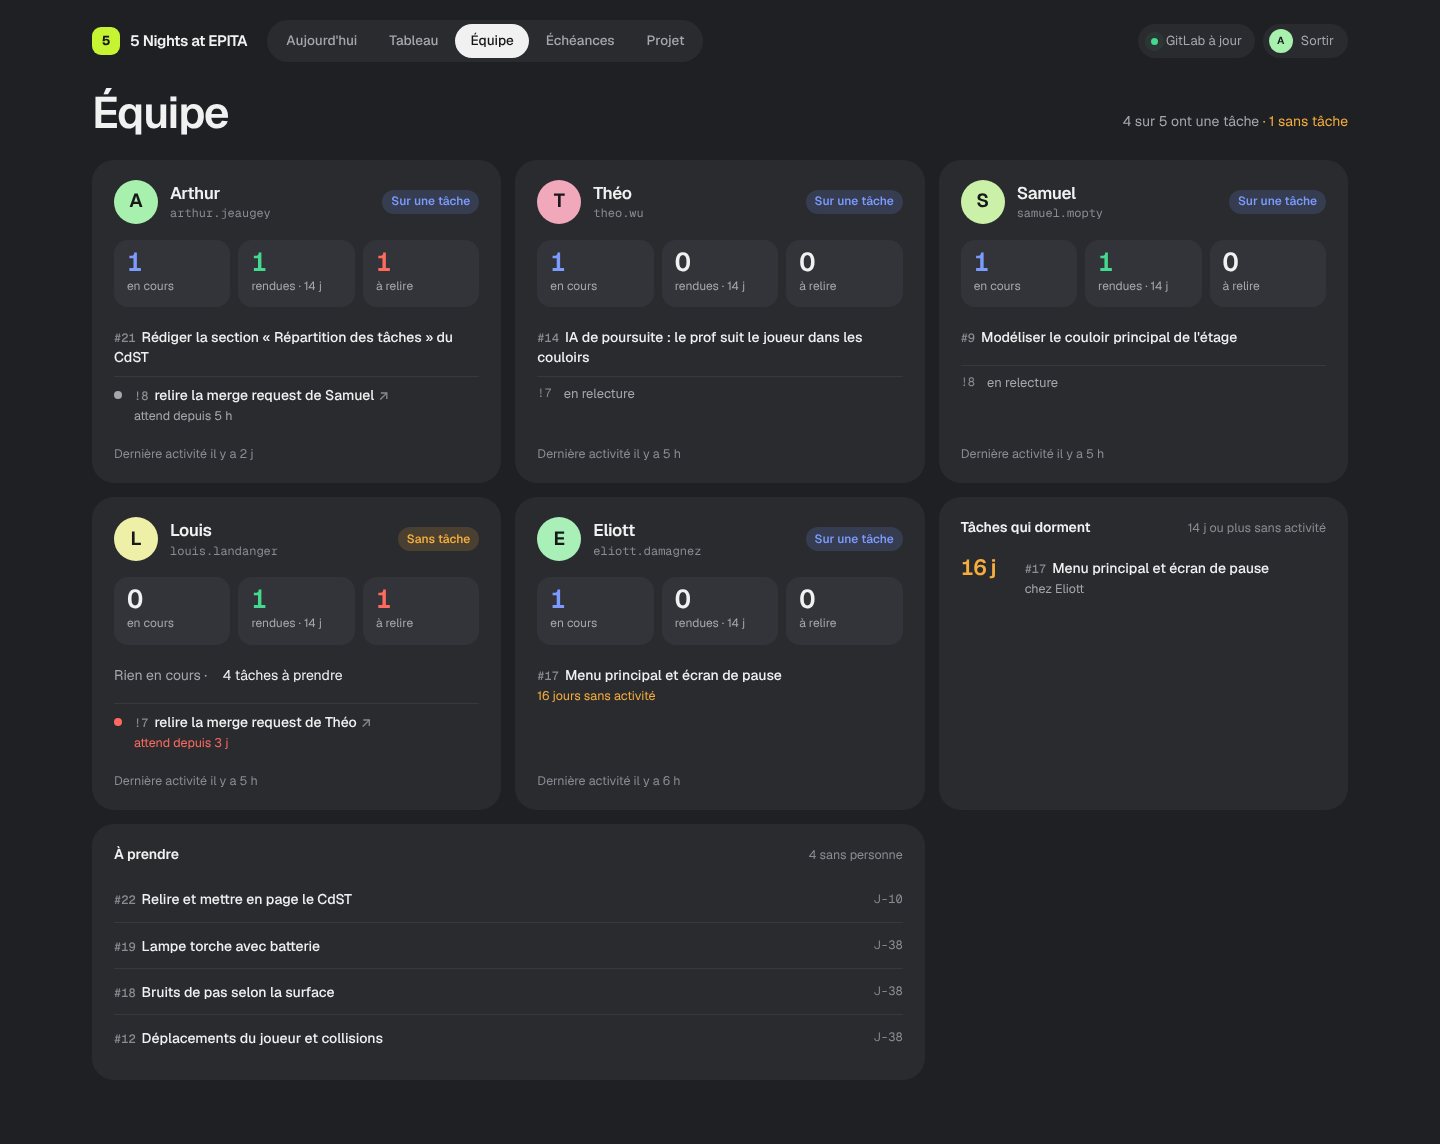 5 5 Nights at EPITA Aujourd'hui Tableau Équipe Échéances Projet GitLab à jour A Sortir
Équipe
4 sur 5 ont une tâche · 1 sans tâche
A Arthur Sur une tâche
arthur.jeaugey
1 1 1
en cours rendues · 14 j à relire
#21 Rédiger la section « Répartition des tâches » du
CdST
!8 relire la merge request de Samuel ↗
attend depuis 5 h
Dernière activité il y a 2 j
T Théo Sur une tâche
theo.wu
1 0 0
en cours rendues · 14 j à relire
#14 IA de poursuite : le prof suit le joueur dans les
couloirs
!7 en relecture
Dernière activité il y a 5 h
S Samuel Sur une tâche
samuel.mopty
1 1 0
en cours rendues · 14 j à relire
#9 Modéliser le couloir principal de l'étage
!8 en relecture
Dernière activité il y a 5 h
L Louis Sans tâche
louis.landanger
0 1 1
en cours rendues · 14 j à relire
Rien en cours · 4 tâches à prendre
!7 relire la merge request de Théo ↗
attend depuis 3 j
Dernière activité il y a 5 h
E Eliott Sur une tâche
eliott.damagnez
1 0 0
en cours rendues · 14 j à relire
#17 Menu principal et écran de pause
16 jours sans activité
Dernière activité il y a 6 h
Tâches qui dorment 14 j ou plus sans activité
16 j #17 Menu principal et écran de pause
chez Eliott
À prendre 4 sans personne
#22 Relire et mettre en page le CdST J-10
#19 Lampe torche avec batterie J-38
#18 Bruits de pas selon la surface J-38
#12 Déplacements du joueur et collisions J-38